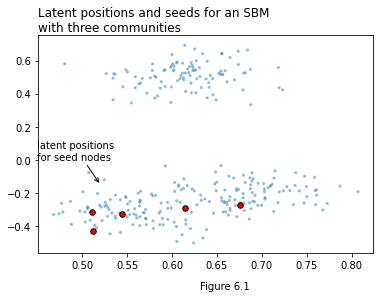 Latent positions and seeds for an SBM
with three communities
0.6
0.4
0.2
0.0
−0.2
−0.4
atent positions
for seed nodes
0.50 0.55 0.60 0.65 0.70 0.75 0.80
Figure 6.1